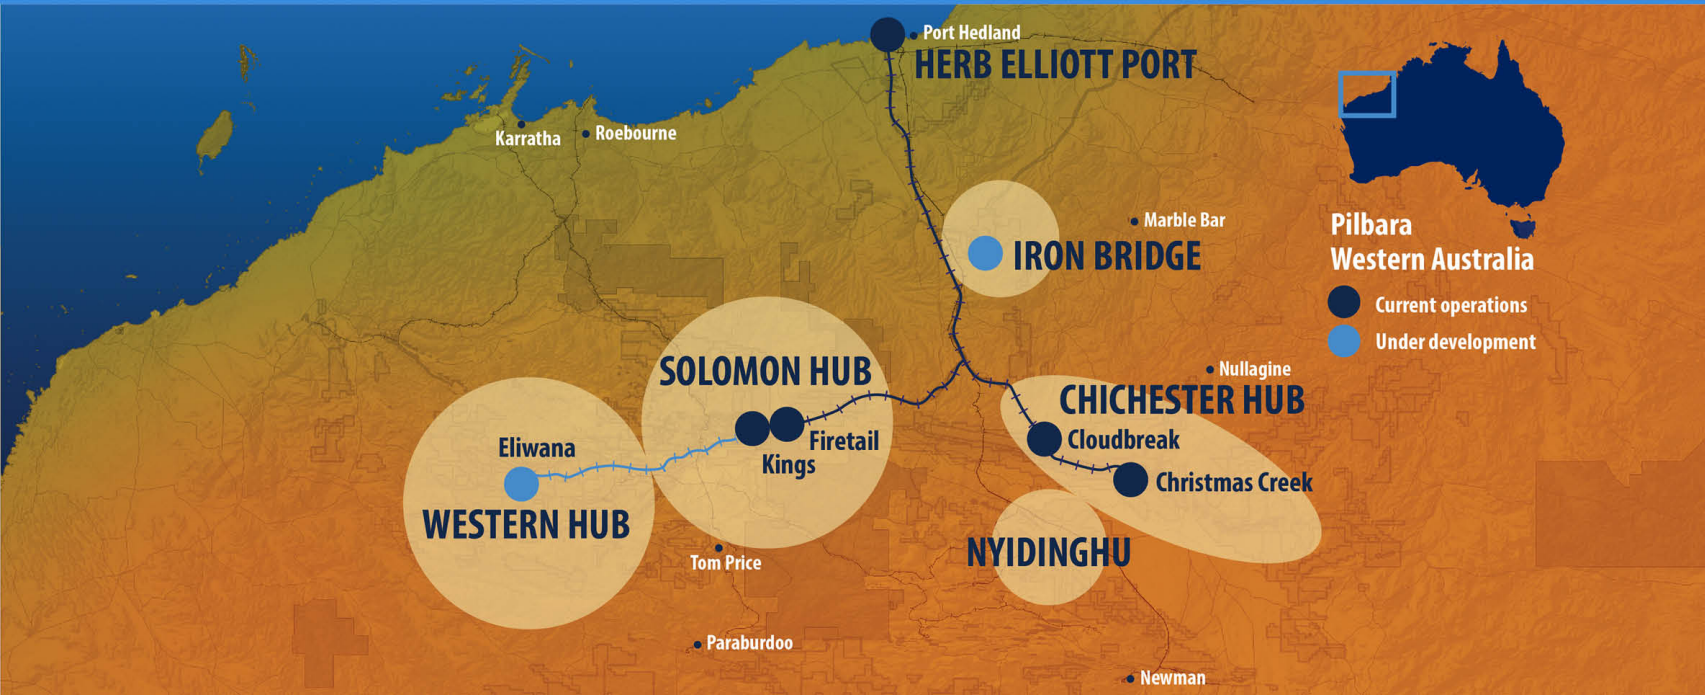 Port Hedland
HERB ELLIOTT PORT
Karratha
Roebourne
Marble Bar
IRON BRIDGE
Pilbara
Western Australia
Current operations
Under development
SOLOMON HUB
Firetail
Kings
Nullagine
CHICHESTER HUB
Cloudbreak
Christmas Creek
Eliwana
WESTERN HUB
NYIDINGHU
Tom Price
Paraburdoo
Newman